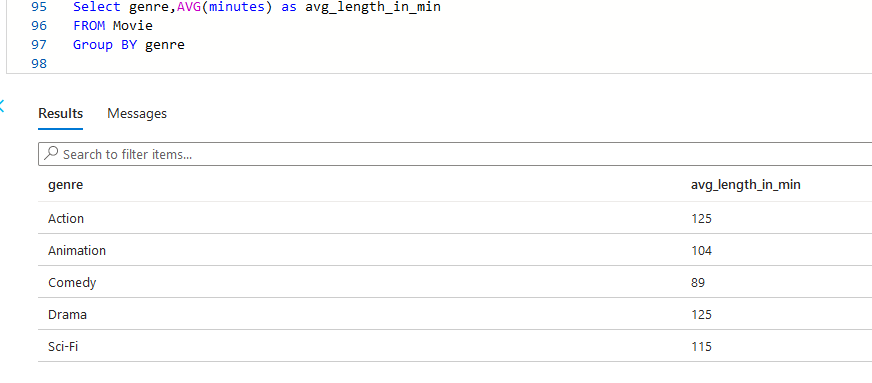 95 Select genre,AVG(minutes) as avg_length_in_min
96 FROM Movie
97 Group BY genre
98
Results Messages
Search to filter items...
genre avg_length_in_min
Action 125
Animation 104
Comedy 89
Drama 125
Sci-Fi 115